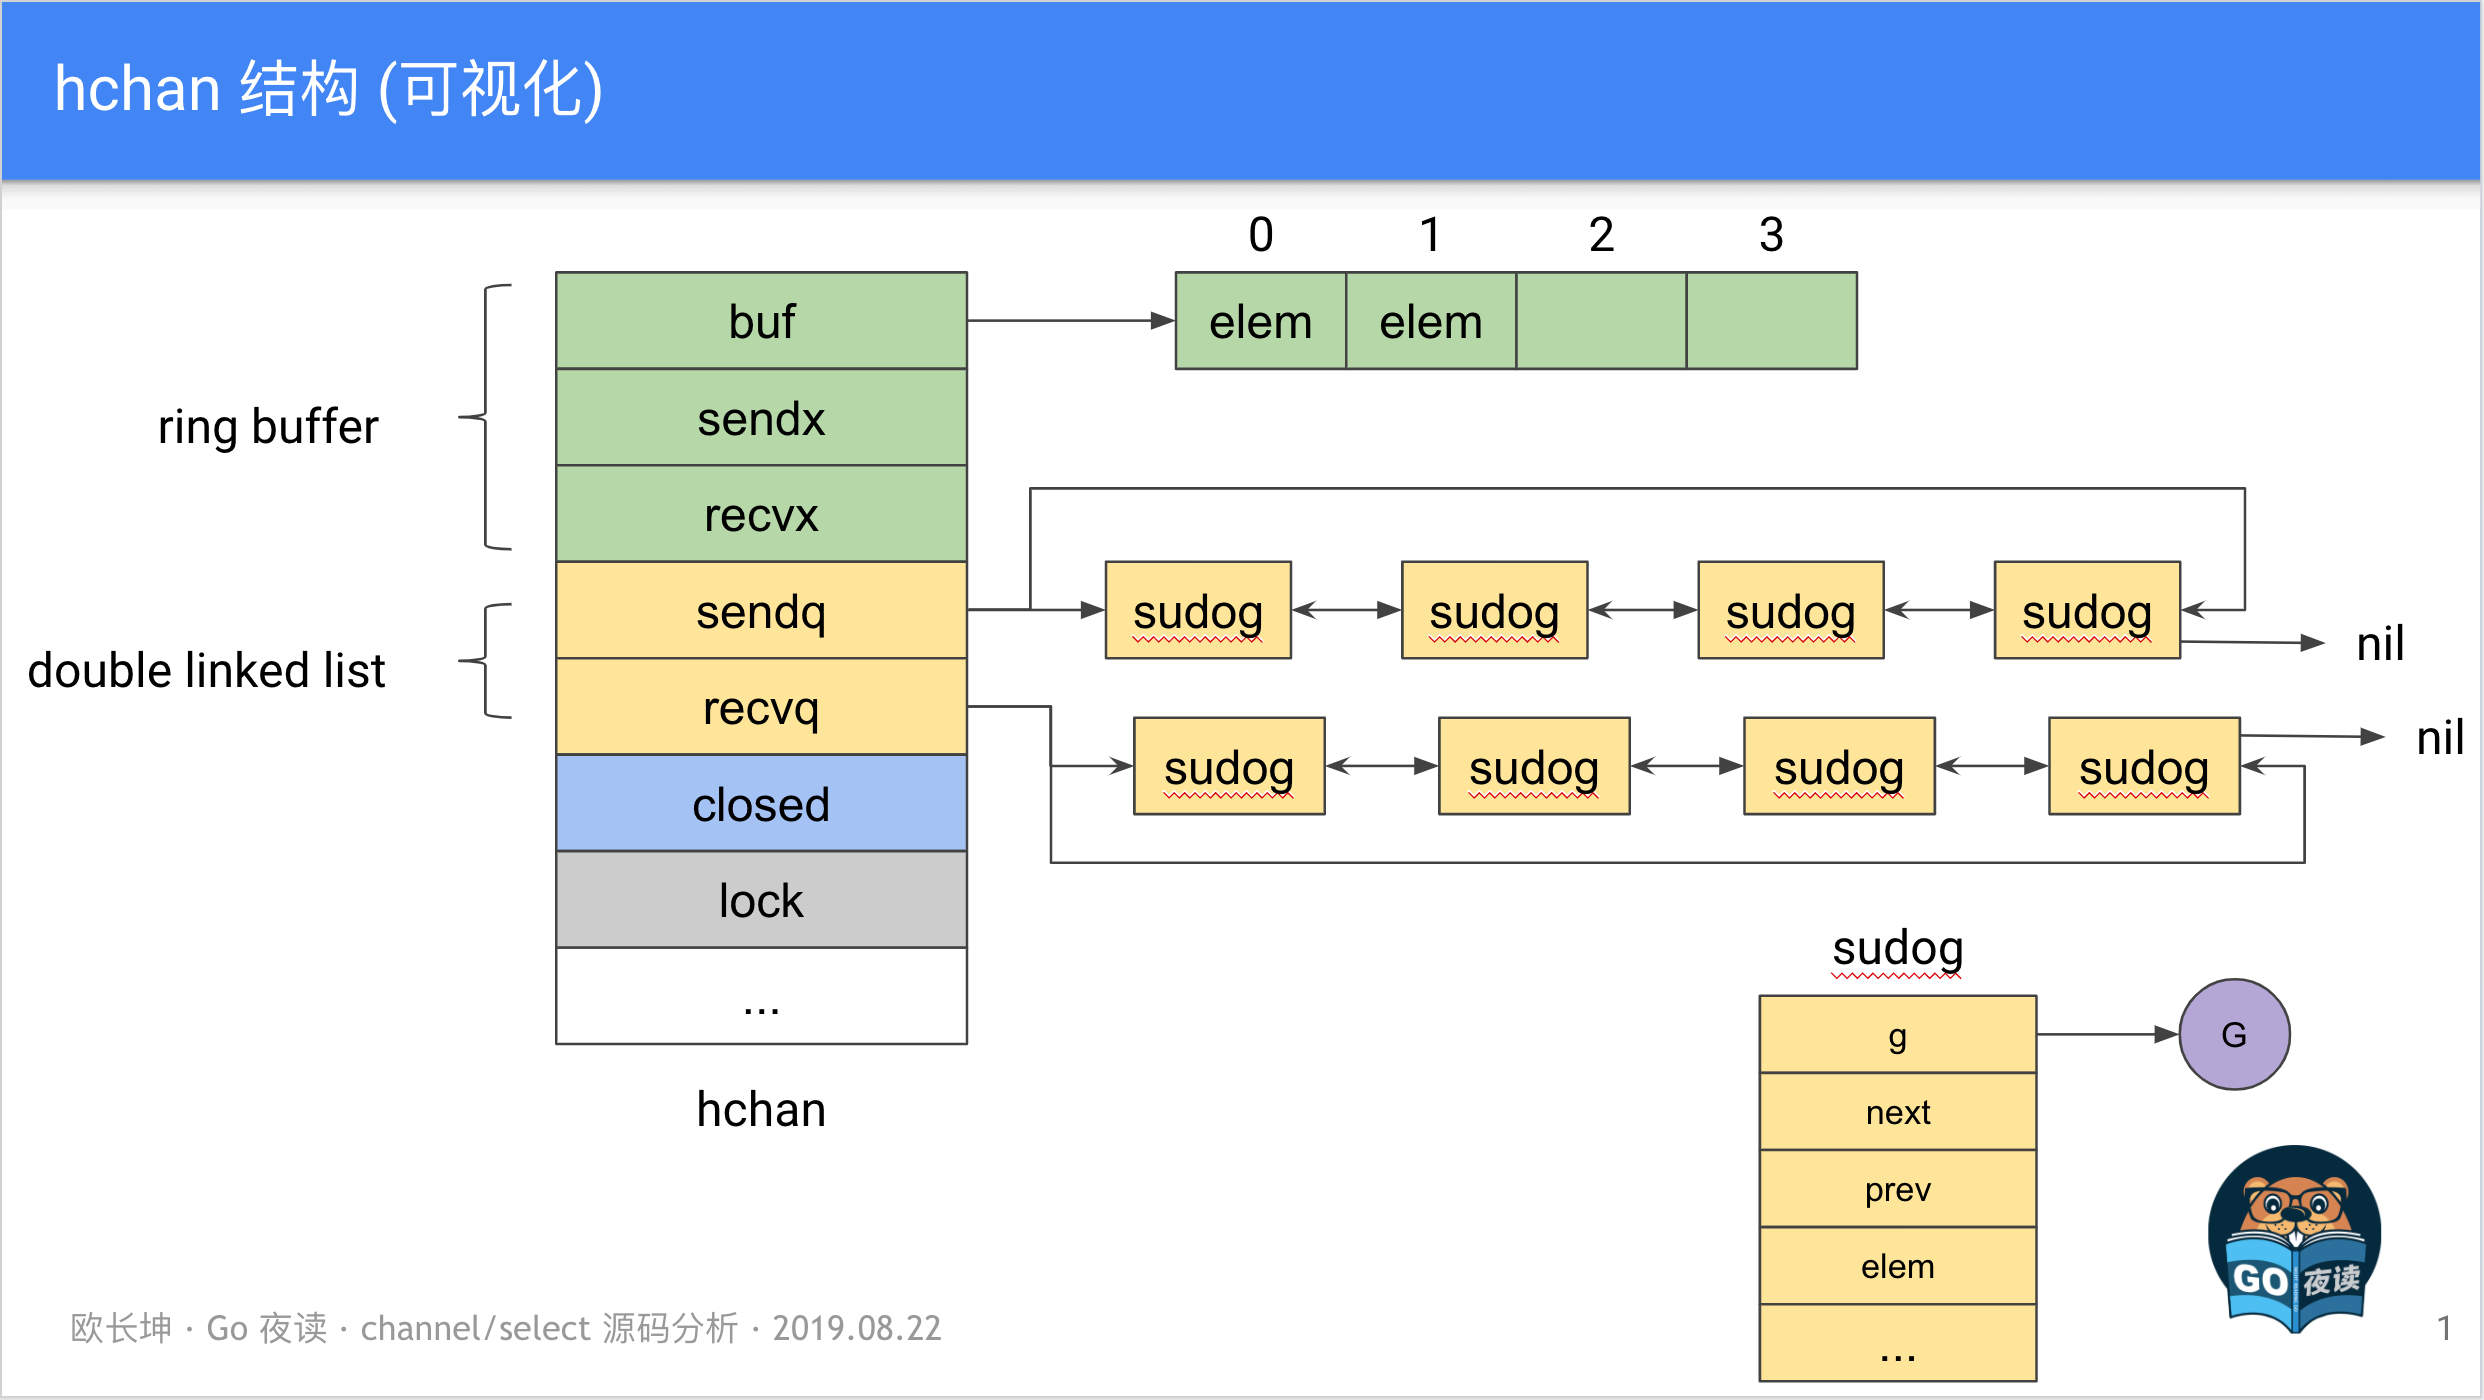 hchan 结构 (可视化)
0 1 2 3
buf
elem elem
sendx
ring buffer
recvx
sendq
sudog sudog sudog sudog
nil
double linked list
recvq
sudog sudog sudog sudog
nil
closed
lock
...
hchan
sudog
g
G
next
prev
elem
...
GO 夜读
欧长坤 · Go 夜读 · channel/select 源码分析 · 2019.08.22
1